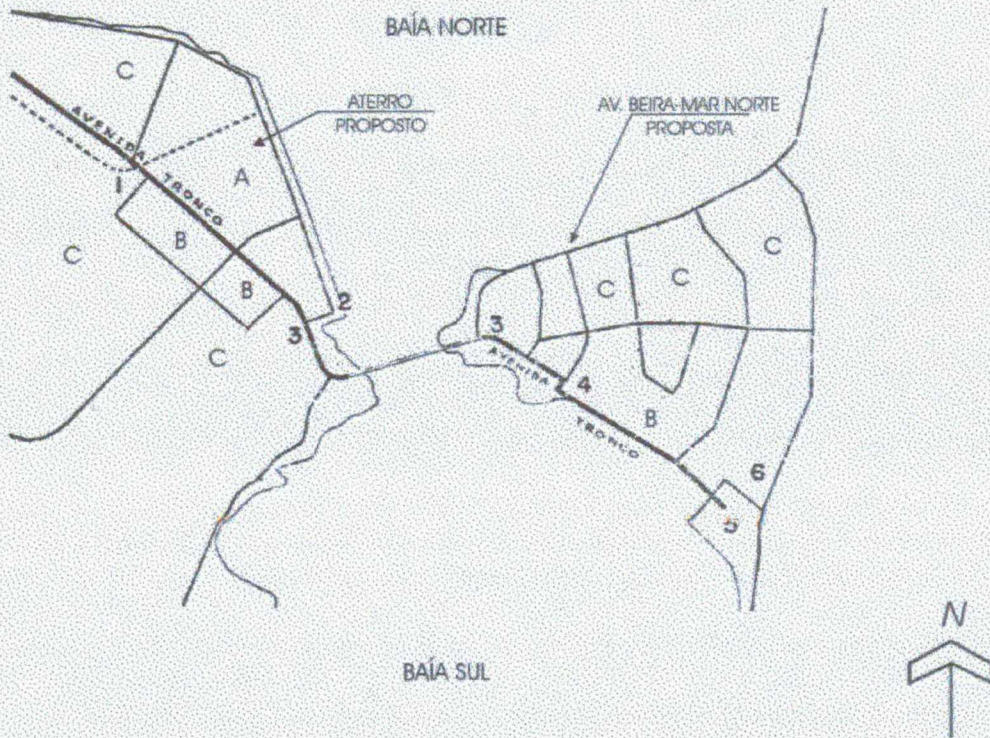 BAÍA NORTE
C
ATERRO
PROPOSTO
AV. BEIRA-MAR NORTE
PROPOSTA
AVENIDA
TRONCO
A
1
B
C
C
C
C
B
2
3
3
C
AVENIDA
4
B
TRONCO
6
5
N
BAÍA SUL